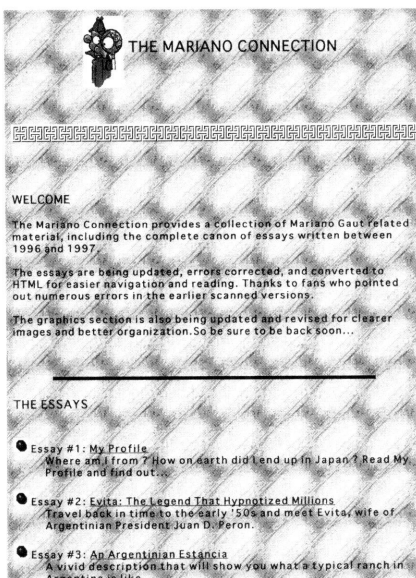 THE MARIANO CONNECTION
WELCOME
The Mariano Connection provides a collection of Mariano Gaut related
material, including the complete canon of essays written between
1996 and 1997.
The essays are being updated, errors corrected, and converted to
HTML for easier navigation and reading. Thanks to fans who pointed
out numerous errors in the earlier scanned versions.
The graphics section is also being updated and revised for clearer
images and better organization.So be sure to be back soon...
THE ESSAYS
Essay #1: My Profile
Where am I from ? How on earth did I end up in Japan ? Read My
Profile and find out...
Essay #2: Evita: The Legend That Hypnotized Millions
Travel back in time to the early '50s and meet Evita, wife of
Argentinian President Juan D. Peron.
Essay #3: An Argentinian Estancia
A vivid description that will show you what a typical ranch in
Argentina is like